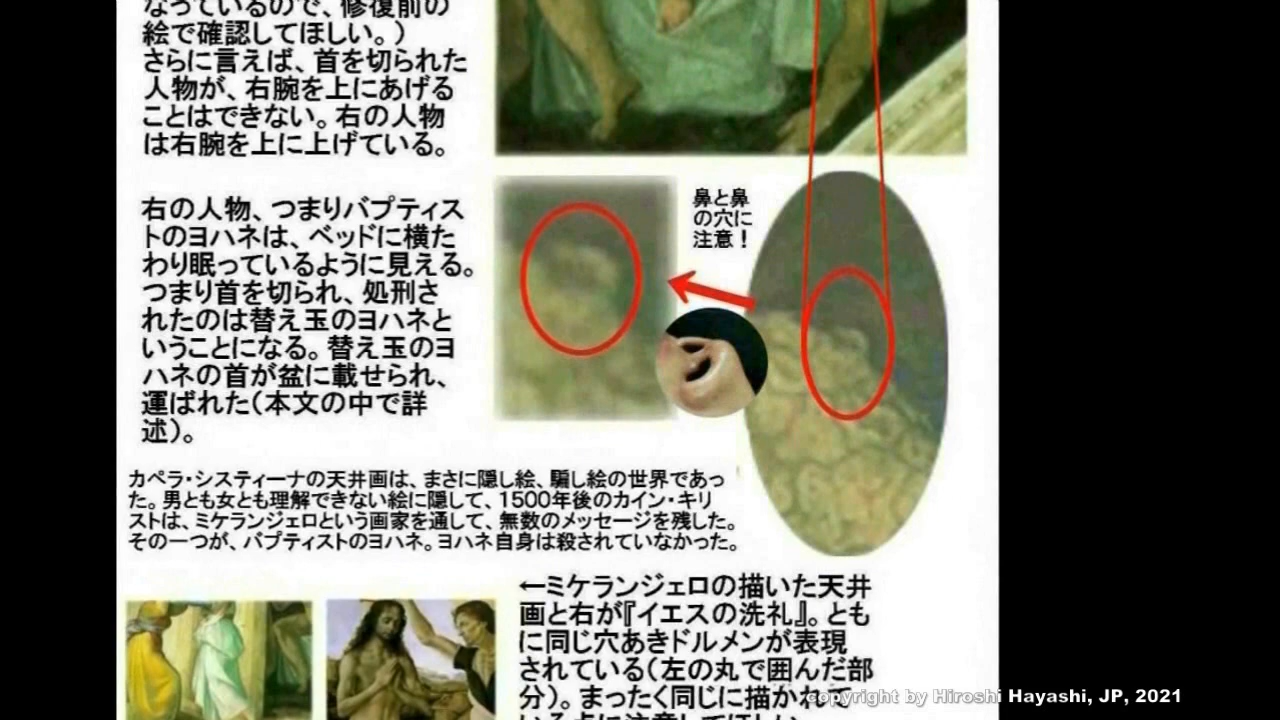 なっているので、修復前の
絵で確認してほしい。）
さらに言えば、首を切られた
人物が、右腕を上にあげる
ことはできない。右の人物
は右腕を上に上げている。
右の人物、つまりバプティス
トのヨハネは、ベッドに横た
わり眠っているように見える。
つまり首を切られ、処刑さ
れたのは替え玉のヨハネと
いうことになる。替え玉のヨ
ハネの首が盆に載せられ、
運ばれた（本文の中で詳
述）。
鼻と鼻
の穴に
注意！
カペラ・システィーナの天井画は、まさに隠し絵、騙し絵の世界であっ
た。男とも女とも理解できない絵に隠して、1500年後のカイン・キリ
ストは、ミケランジェロという画家を通して、無数のメッセージを残した。
その一つが、バプティストのヨハネ。ヨハネ自身は殺されていなかった。
←ミケランジェロの描いた天井
画と右が『イエスの洗礼』。とも
に同じ穴あきドルメンが表現
されている（左の丸で囲んだ部
分）。まったく同じに描かれて
いる点に注意してほしい
copyright by Hiroshi Hayashi, JP, 2021